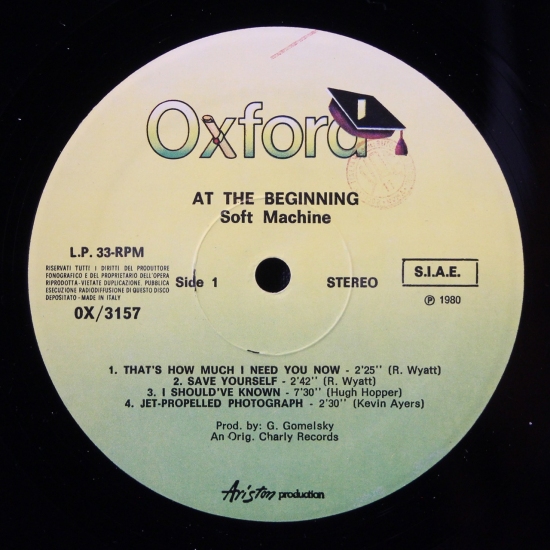 Oxford
AT THE BEGINNING
Soft Machine
L.P. 33-RPM
RISERVATI TUTTI I DIRITTI DEL PRODUTTORE
FONOGRAFICO E DEL PROPRIETARIO DELL'OPERA
RIPRODOTTA-VIETATE DUPLICAZIONE, PUBBLICA
ESECUZIONE RADIODIFFUSIONE DI QUESTO DISCO
DEPOSITATO-MADE IN ITALY
OX/3157
Side 1
STEREO
S.I.A.E.
Ⓟ 1980
1. THAT'S HOW MUCH I NEED YOU NOW - 2'25'' (R. Wyatt)
2. SAVE YOURSELF - 2'42'' (R. Wyatt)
3. I SHOULD'VE KNOWN - 7'30'' (Hugh Hopper)
4. JET-PROPELLED PHOTOGRAPH - 2'30'' (Kevin Ayers)
Prod. by: G. Gomelsky
An Orig. Charly Records
Ariston production